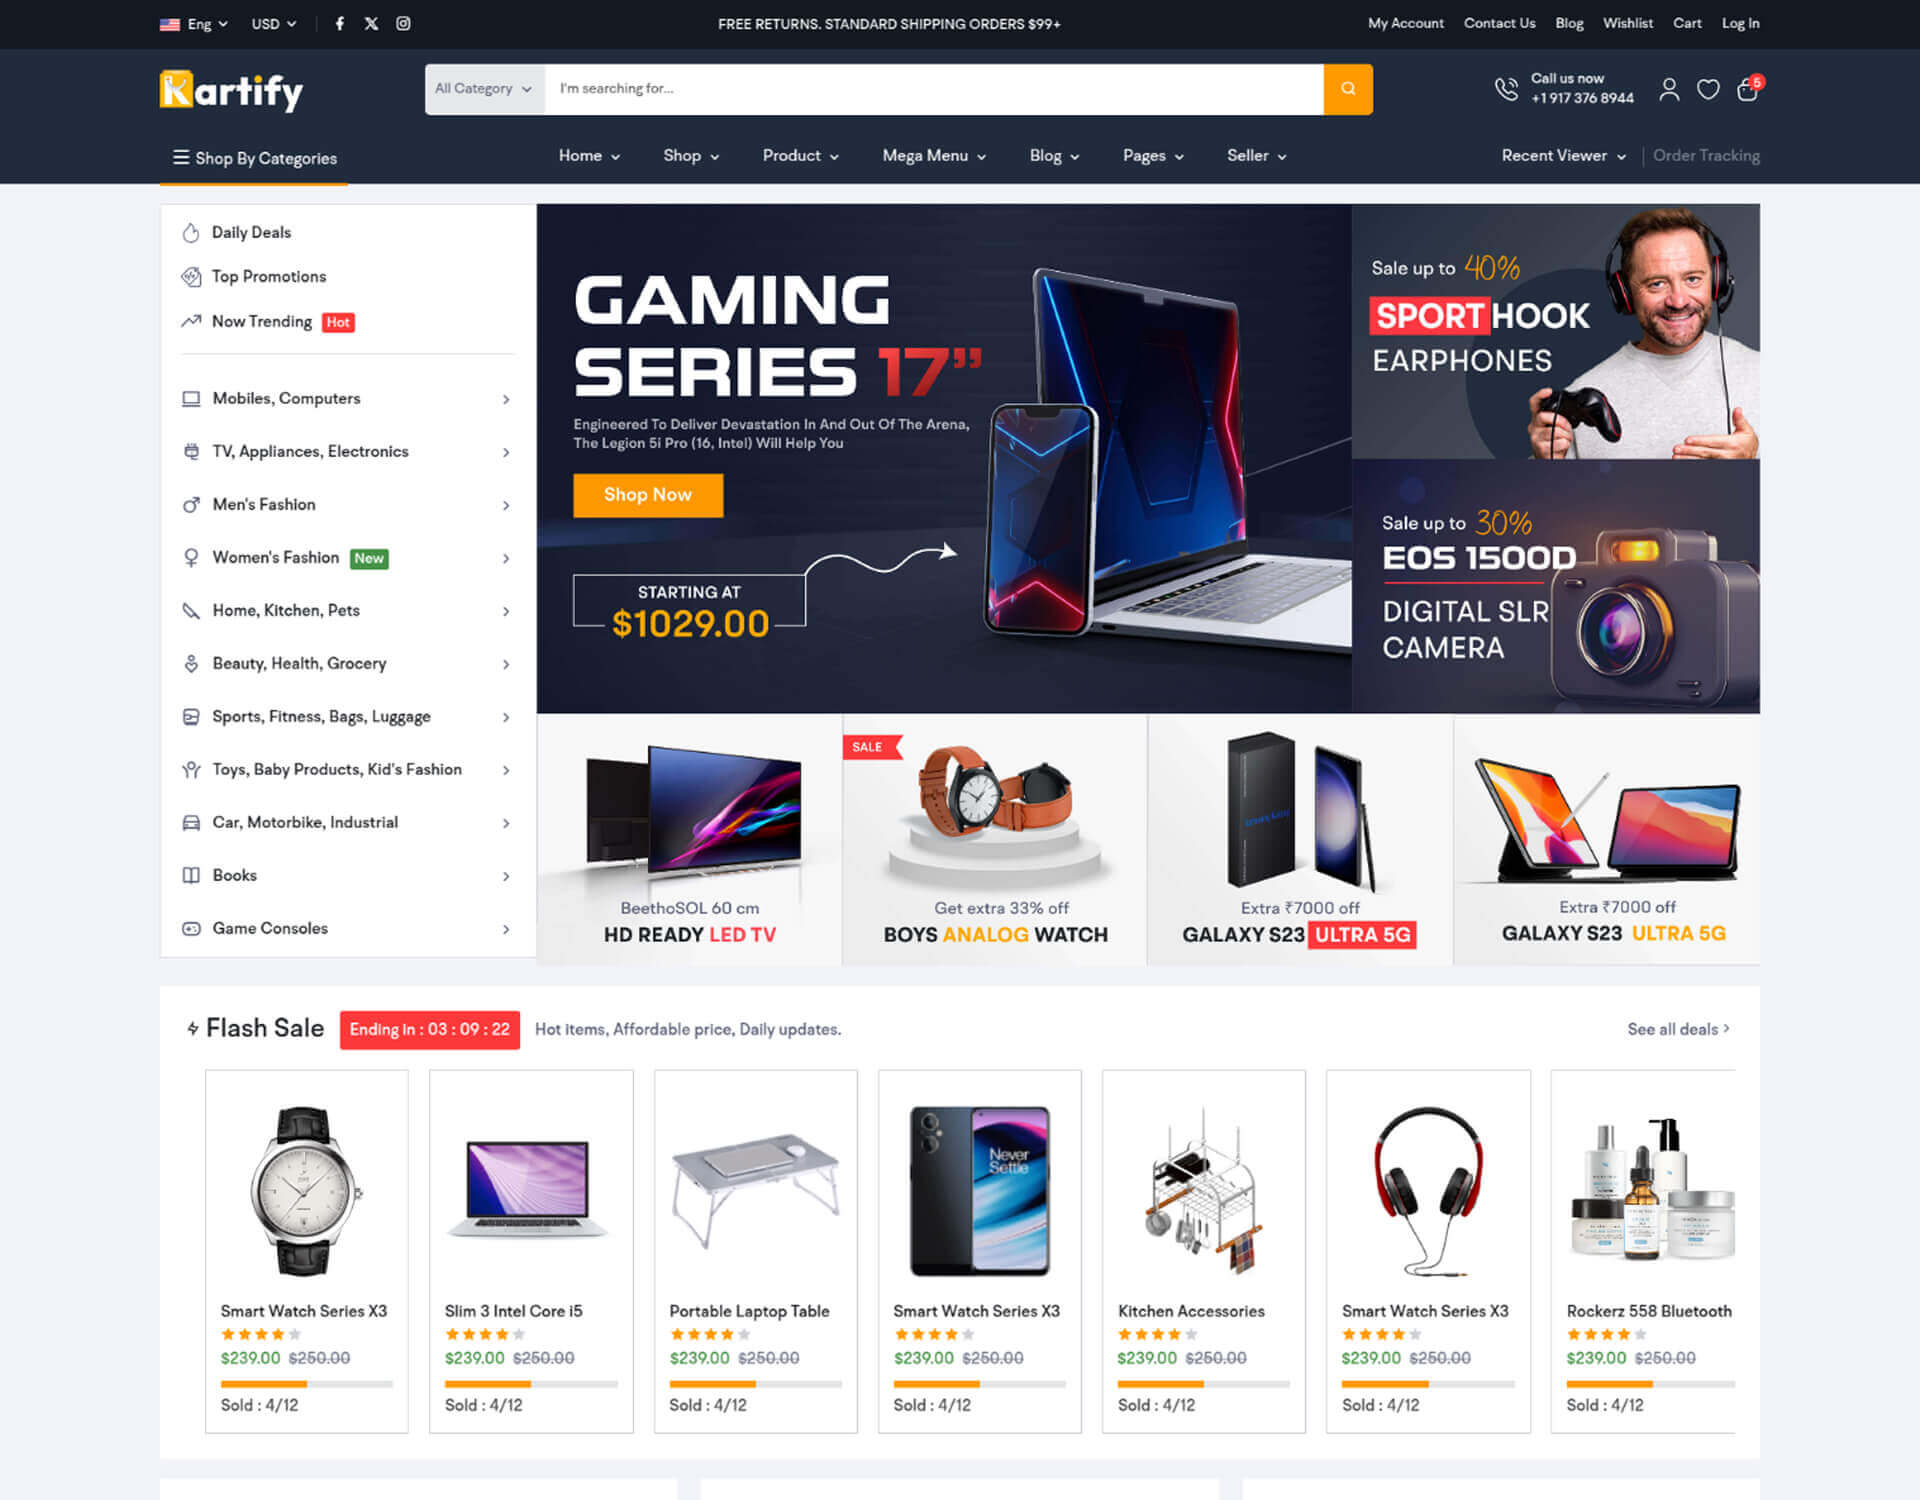 Eng
USD
FREE RETURNS. STANDARD SHIPPING ORDERS $99+
My Account
Contact Us
Blog
Wishlist
Cart
Log In
Kartify
All Category
I'm searching for...
Call us now
+1 917 376 8944
5
Shop By Categories
Home
Shop
Product
Mega Menu
Blog
Pages
Seller
Recent Viewer
Order Tracking
Daily Deals
Top Promotions
Now Trending Hot
Mobiles, Computers
TV, Appliances, Electronics
Men's Fashion
Women's Fashion New
Home, Kitchen, Pets
Beauty, Health, Grocery
Sports, Fitness, Bags, Luggage
Toys, Baby Products, Kid's Fashion
Car, Motorbike, Industrial
Books
Game Consoles
GAMING
SERIES 17”
Engineered To Deliver Devastation In And Out Of The Arena,
The Legion 5i Pro (16, Intel) Will Help You
Shop Now
STARTING AT
$1029.00
Sale up to 40%
SPORT HOOK
EARPHONES
Sale up to 30%
EOS 1500D
DIGITAL SLR
CAMERA
BeethoSOL 60 cm
HD READY LED TV
SALE
Get extra 33% off
BOYS ANALOG WATCH
Extra ₹7000 off
GALAXY S23 ULTRA 5G
Extra ₹7000 off
GALAXY S23 ULTRA 5G
Flash Sale
Ending in : 03 : 09 : 22
Hot items, Affordable price, Daily updates.
See all deals
Smart Watch Series X3
$239.00 $250.00
Sold : 4/12
Slim 3 Intel Core i5
$239.00 $250.00
Sold : 4/12
Portable Laptop Table
$239.00 $250.00
Sold : 4/12
Never
Settle
Smart Watch Series X3
$239.00 $250.00
Sold : 4/12
Kitchen Accessories
$239.00 $250.00
Sold : 4/12
Smart Watch Series X3
$239.00 $250.00
Sold : 4/12
Rockerz 558 Bluetooth
$239.00 $250.00
Sold : 4/12